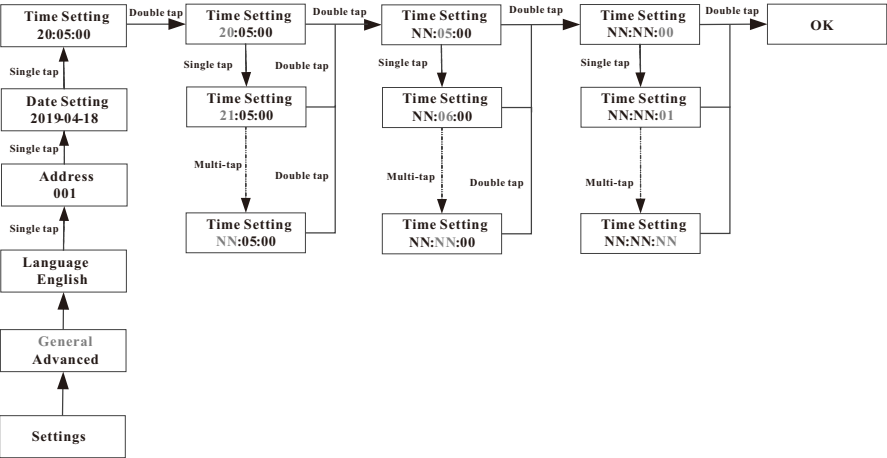 Time Setting
20:05:00
Double tap
Time Setting
20:05:00
Double tap
Time Setting
NN:05:00
Double tap
Time Setting
NN:NN:00
Double tap
OK
Single tap
Single tap
Double tap
Single tap
Single tap
Date Setting
2019-04-18
Time Setting
21:05:00
Time Setting
NN:06:00
Time Setting
NN:NN:01
Single tap
Multi-tap
Double tap
Multi-tap
Double tap
Multi-tap
Address
001
Single tap
Time Setting
NN:05:00
Time Setting
NN:NN:00
Time Setting
NN:NN:NN
Language
English
General
Advanced
Settings